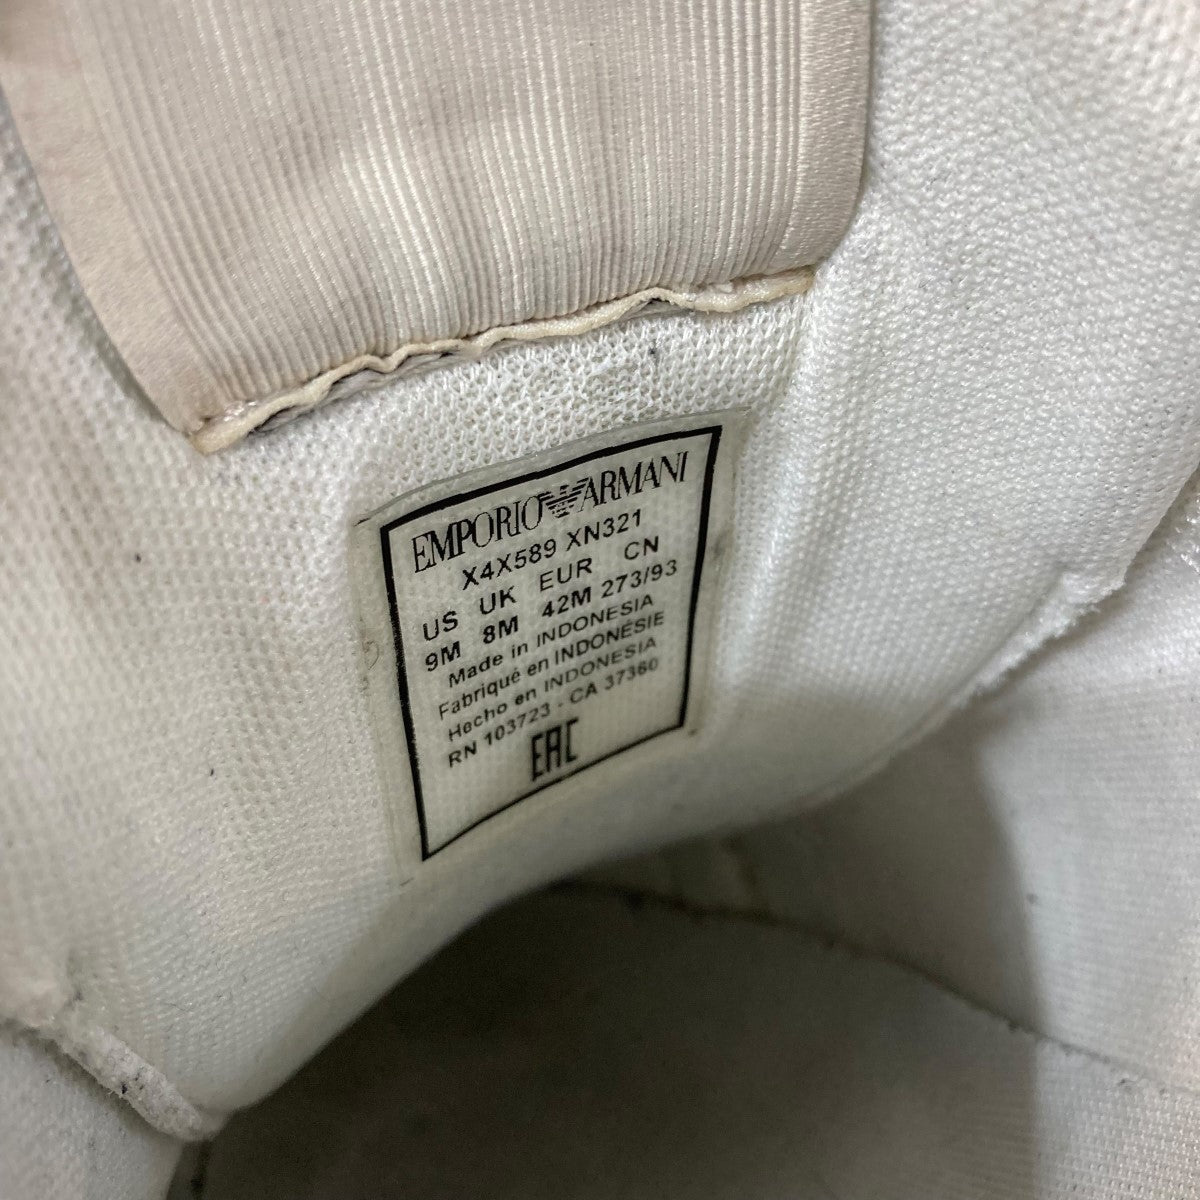 EMPORIO ARMANI
X4X589 XN321
US UK EUR CN
9M 8M 42M 273/93
Made in INDONESIA
Fabriqué en INDONÉSIE
Hecho en INDONESIA
RN 103723 - CA 37360
EAC